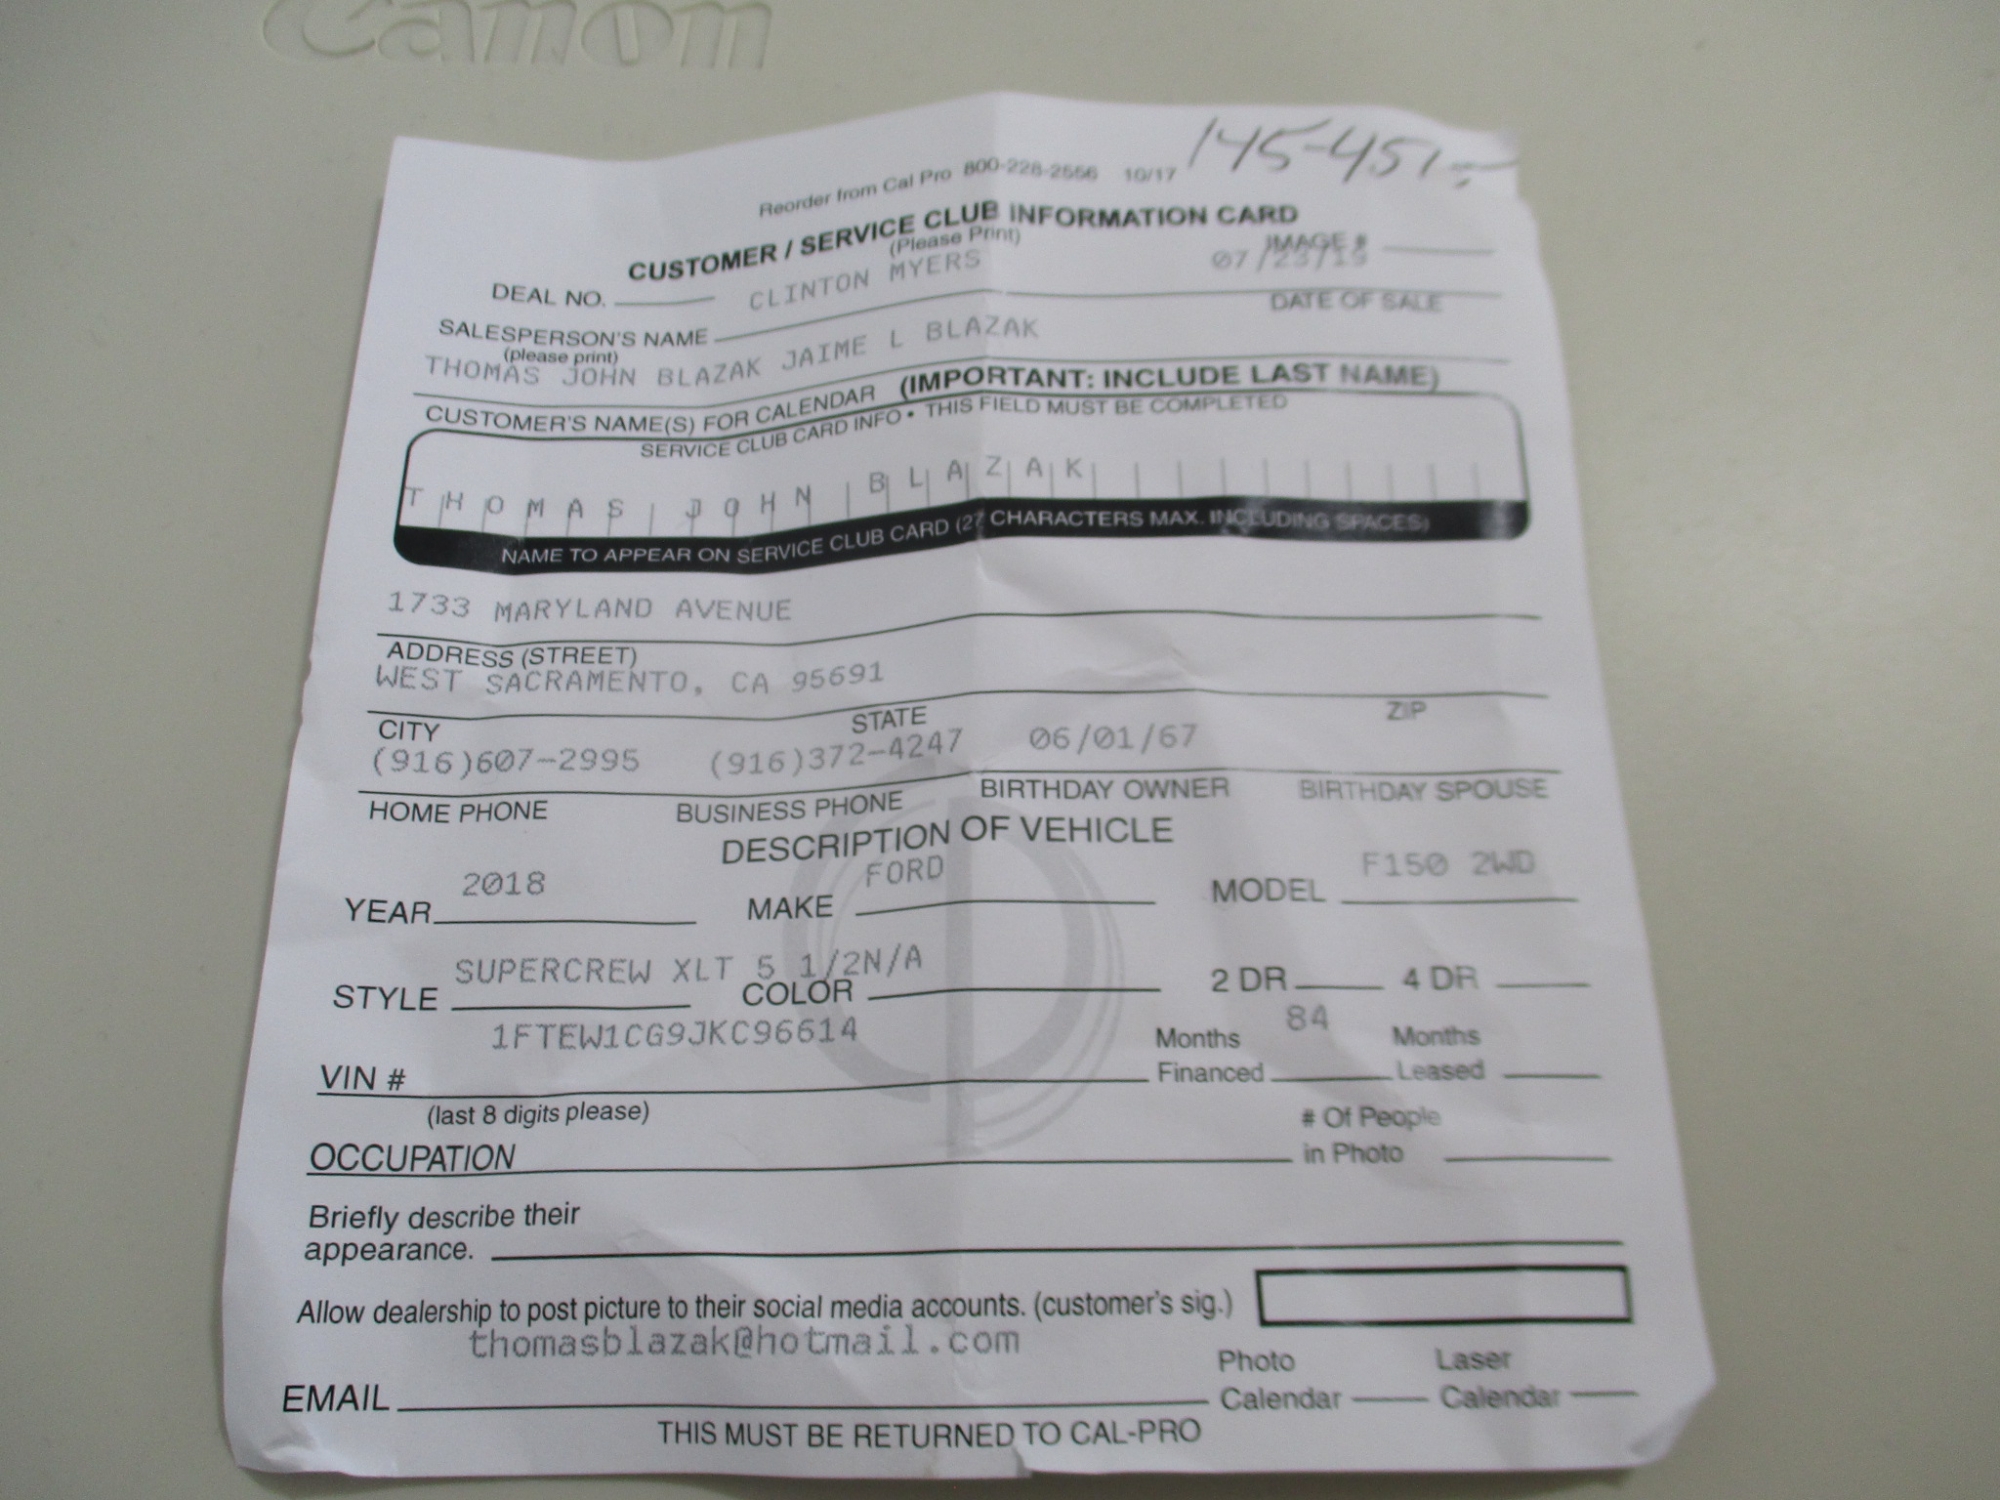 Canon
145-451
Reorder from Cal Pro 800-228-2556 10/17
CUSTOMER / SERVICE CLUB INFORMATION CARD
(Please Print)
IMAGE #
DEAL NO. CLINTON MYERS
DATE OF SALE
SALESPERSON'S NAME
(please print)
THOMAS JOHN BLAZAK JAIME L BLAZAK
CUSTOMER'S NAME(S) FOR CALENDAR (IMPORTANT: INCLUDE LAST NAME)
SERVICE CLUB CARD INFO • THIS FIELD MUST BE COMPLETED
THOMAS JOHN BLAZAK
NAME TO APPEAR ON SERVICE CLUB CARD (27 CHARACTERS MAX. INCLUDING SPACES)
1733 MARYLAND AVENUE
ADDRESS (STREET)
WEST SACRAMENTO, CA 95691
CITY STATE ZIP
(916)607-2995 (916)372-4247 06/01/67
HOME PHONE BUSINESS PHONE BIRTHDAY OWNER BIRTHDAY SPOUSE
DESCRIPTION OF VEHICLE
2018 FORD F150 2WD
YEAR MAKE MODEL
SUPERCREW XLT 5 1/2N/A
STYLE COLOR 2 DR 4 DR
1FTEW1CG9JKC96614
Months 84 Months
VIN # Financed Leased
(last 8 digits please)
# Of People
OCCUPATION in Photo
Briefly describe their
appearance.
Allow dealership to post picture to their social media accounts. (customer's sig.)
thomasblazak@hotmail.com
Photo Laser
EMAIL Calendar Calendar
THIS MUST BE RETURNED TO CAL-PRO